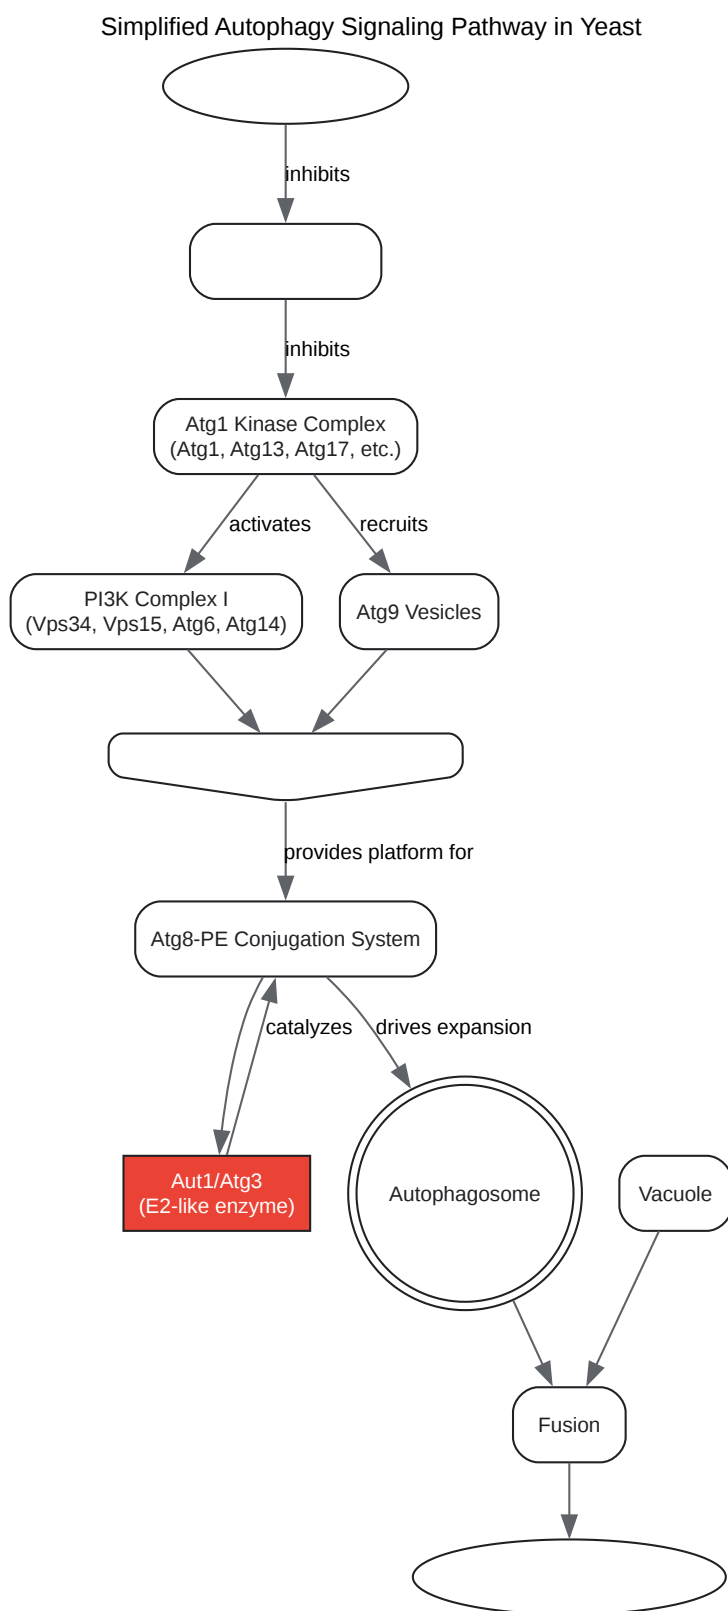 Simplified Autophagy Signaling Pathway in Yeast
inhibits
inhibits
Atg1 Kinase Complex
(Atg1, Atg13, Atg17, etc.)
activates
recruits
PI3K Complex I
(Vps34, Vps15, Atg6, Atg14)
Atg9 Vesicles
provides platform for
Atg8-PE Conjugation System
catalyzes
drives expansion
Aut1/Atg3
(E2-like enzyme)
Autophagosome
Vacuole
Fusion